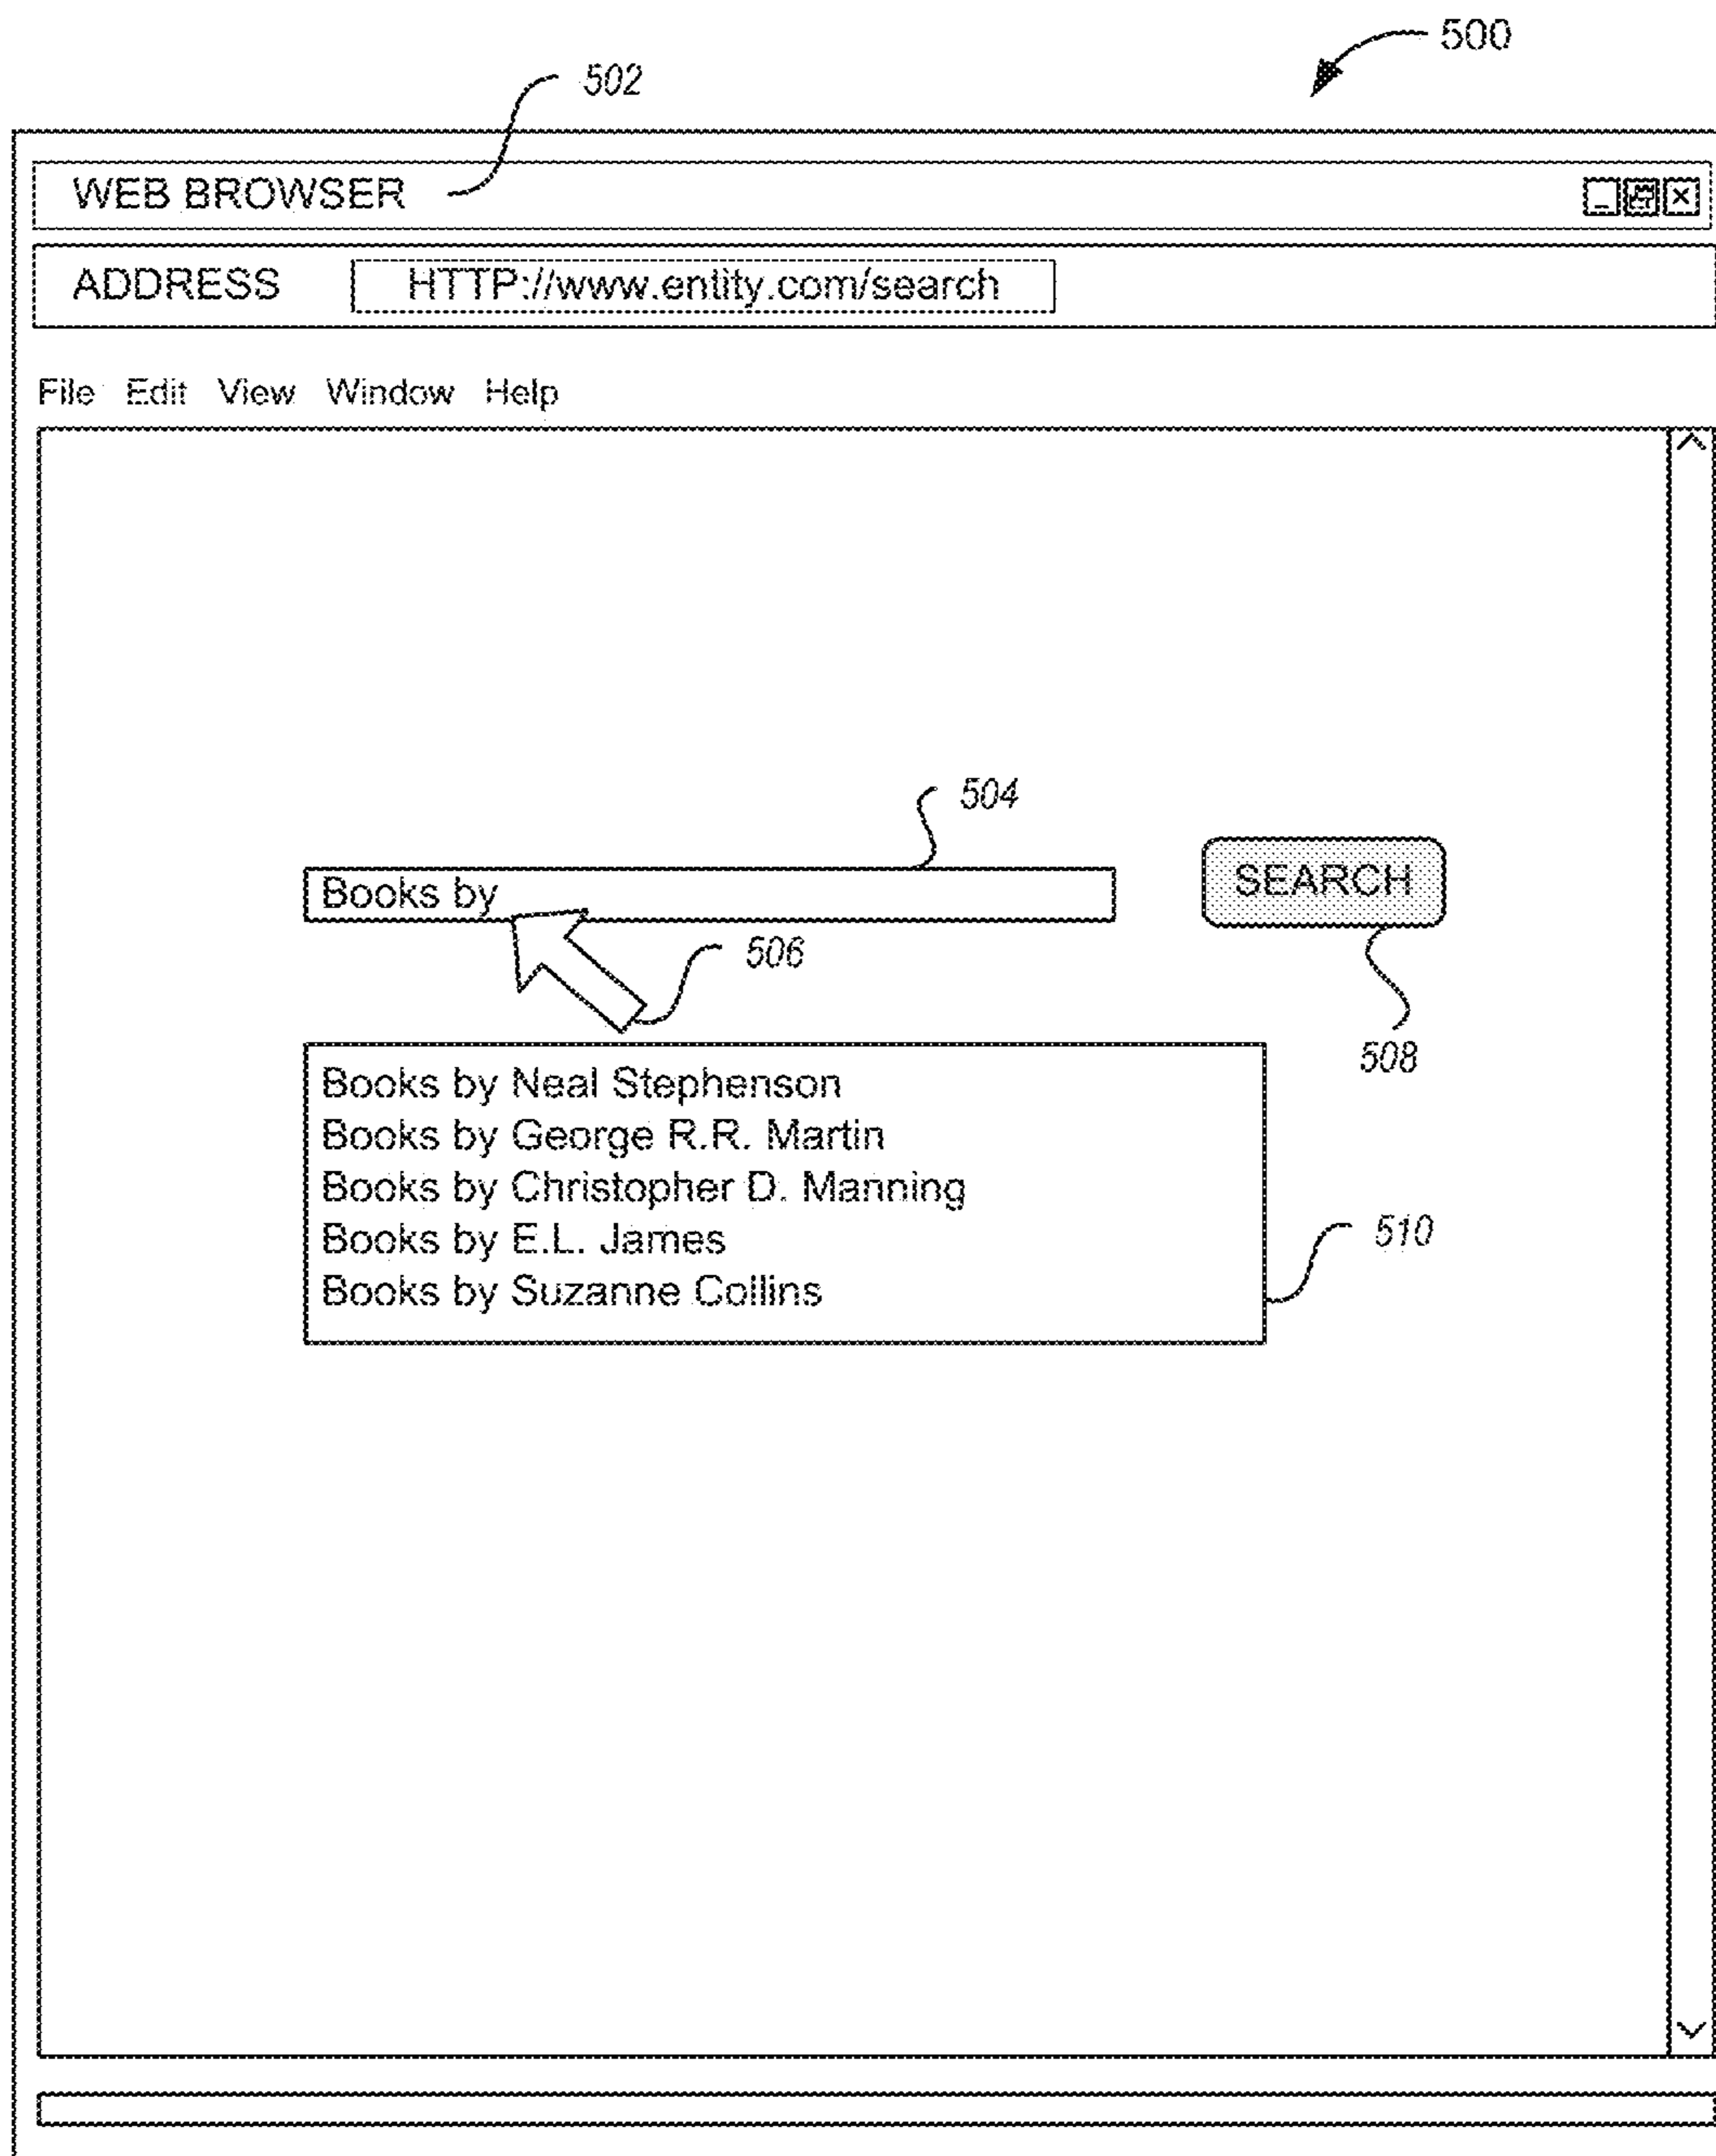 500
502
WEB BROWSER
ADDRESS HTTP://www.entity.com/search
File Edit View Window Help
504
Books by
SEARCH
506
508
Books by Neal Stephenson
Books by George R.R. Martin
Books by Christopher D. Manning
Books by E.L. James
Books by Suzanne Collins
510